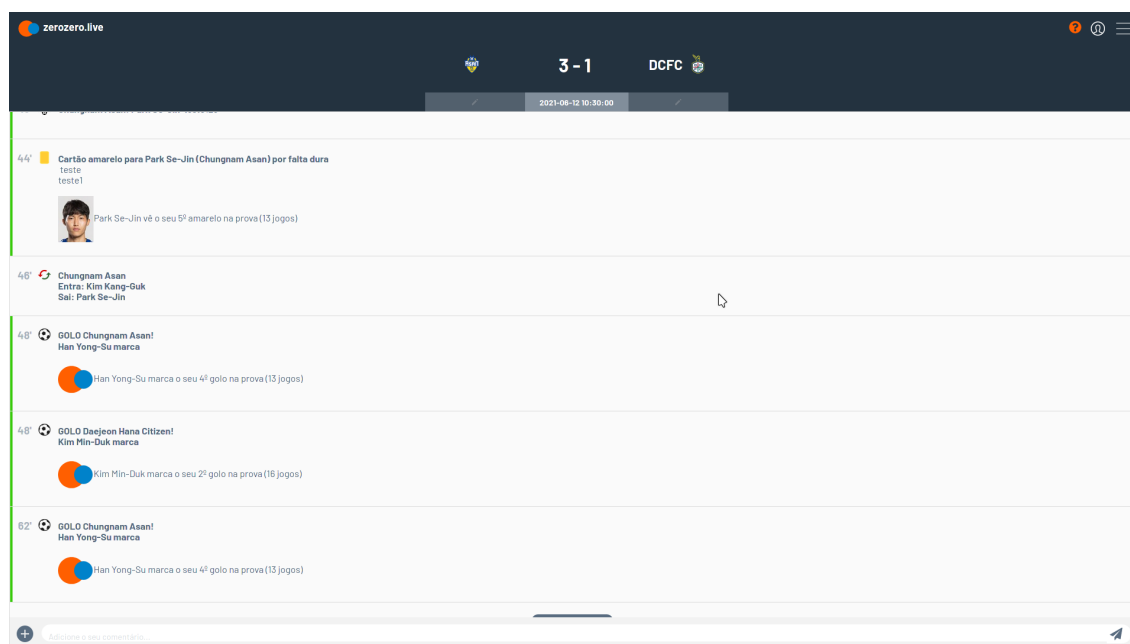 zerozero.live
?
3 - 1
DCFC
2021-06-12 10:30:00
44'
Cartão amarelo para Park Se-Jin (Chungnam Asan) por falta dura
teste
teste1
Park Se-Jin vê o seu 5º amarelo na prova (13 jogos)
46'
Chungnam Asan
Entra: Kim Kang-Guk
Sai: Park Se-Jin
48'
GOLO Chungnam Asan!
Han Yong-Su marca
Han Yong-Su marca o seu 4º golo na prova (13 jogos)
48'
GOLO Daejeon Hana Citizen!
Kim Min-Duk marca
Kim Min-Duk marca o seu 2º golo na prova (16 jogos)
62'
GOLO Chungnam Asan!
Han Yong-Su marca
Han Yong-Su marca o seu 4º golo na prova (13 jogos)
Adicione o seu comentário...